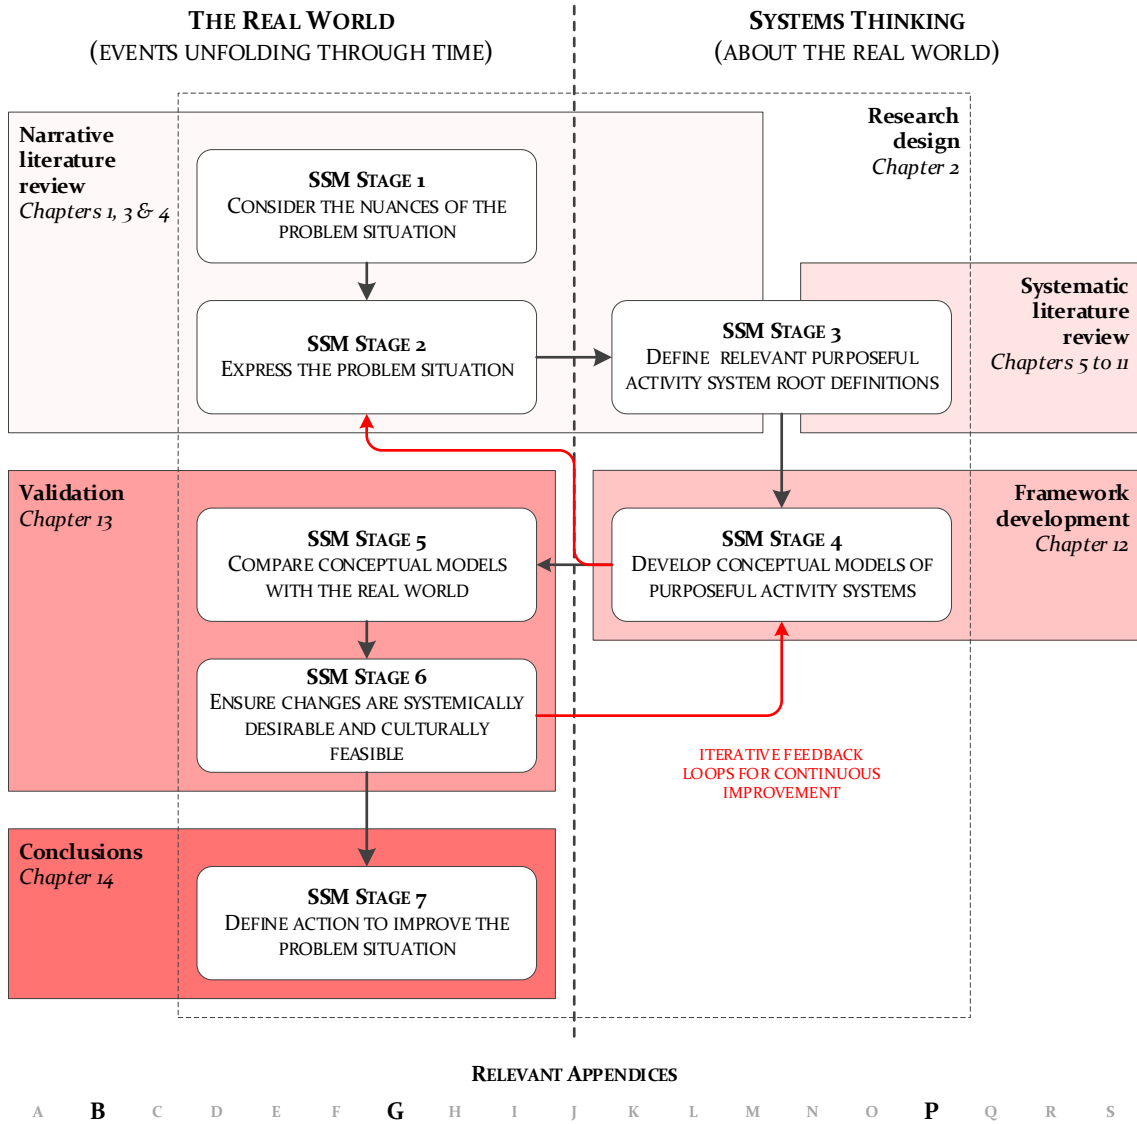 THE REAL WORLD
(EVENTS UNFOLDING THROUGH TIME)
SYSTEMS THINKING
(ABOUT THE REAL WORLD)
Narrative
literature
review
Chapters 1, 3 & 4
Research
design
Chapter 2
SSM STAGE 1
CONSIDER THE NUANCES OF THE
PROBLEM SITUATION
SSM STAGE 2
EXPRESS THE PROBLEM SITUATION
SSM STAGE 3
DEFINE RELEVANT PURPOSEFUL
ACTIVITY SYSTEM ROOT DEFINITIONS
Systematic
literature
review
Chapters 5 to 11
Validation
Chapter 13
SSM STAGE 5
COMPARE CONCEPTUAL MODELS
WITH THE REAL WORLD
SSM STAGE 4
DEVELOP CONCEPTUAL MODELS OF
PURPOSEFUL ACTIVITY SYSTEMS
Framework
development
Chapter 12
SSM STAGE 6
ENSURE CHANGES ARE SYSTEMICALLY
DESIRABLE AND CULTURALLY
FEASIBLE
ITERATIVE FEEDBACK
LOOPS FOR CONTINUOUS
IMPROVEMENT
Conclusions
Chapter 14
SSM STAGE 7
DEFINE ACTION TO IMPROVE THE
PROBLEM SITUATION
RELEVANT APPENDICES
A B C D E F G H I J K L M N O P Q R S